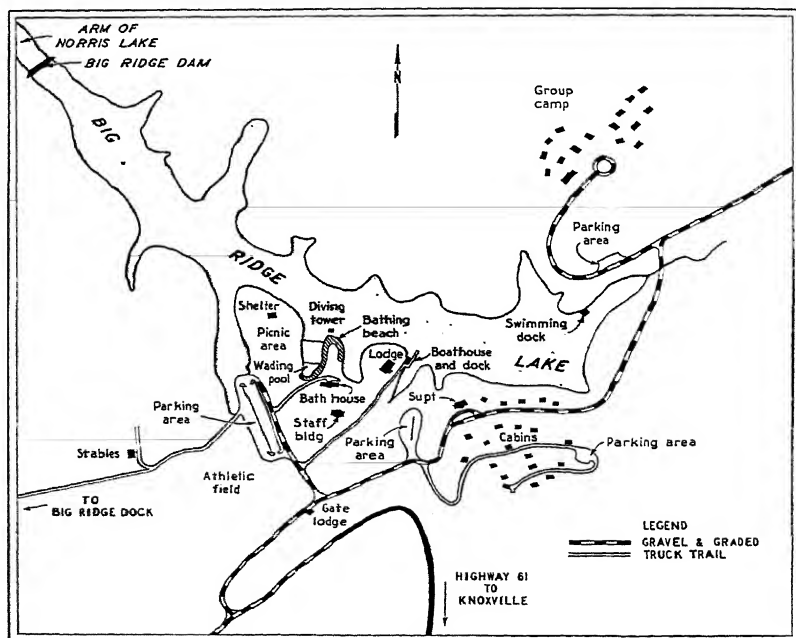 ARM OF
NORRIS LAKE
BIG RIDGE DAM
BIG
N
Group
camp
Parking
area
RIDGE
Shelter
Diving
tower
Bathing
beach
Picnic
area
Swimming
dock
Wading
pool
Lodge
Boathouse
and dock
LAKE
Bath House
Supt
Parking
area
Staff
bldg
Parking
area
Cabins
Parking area
Stables
Athletic
field
TO
BIG RIDGE DOCK
Gate
lodge
LEGEND
GRAVEL & GRADED
TRUCK TRAIL
HIGHWAY 61
TO
KNOXVILLE